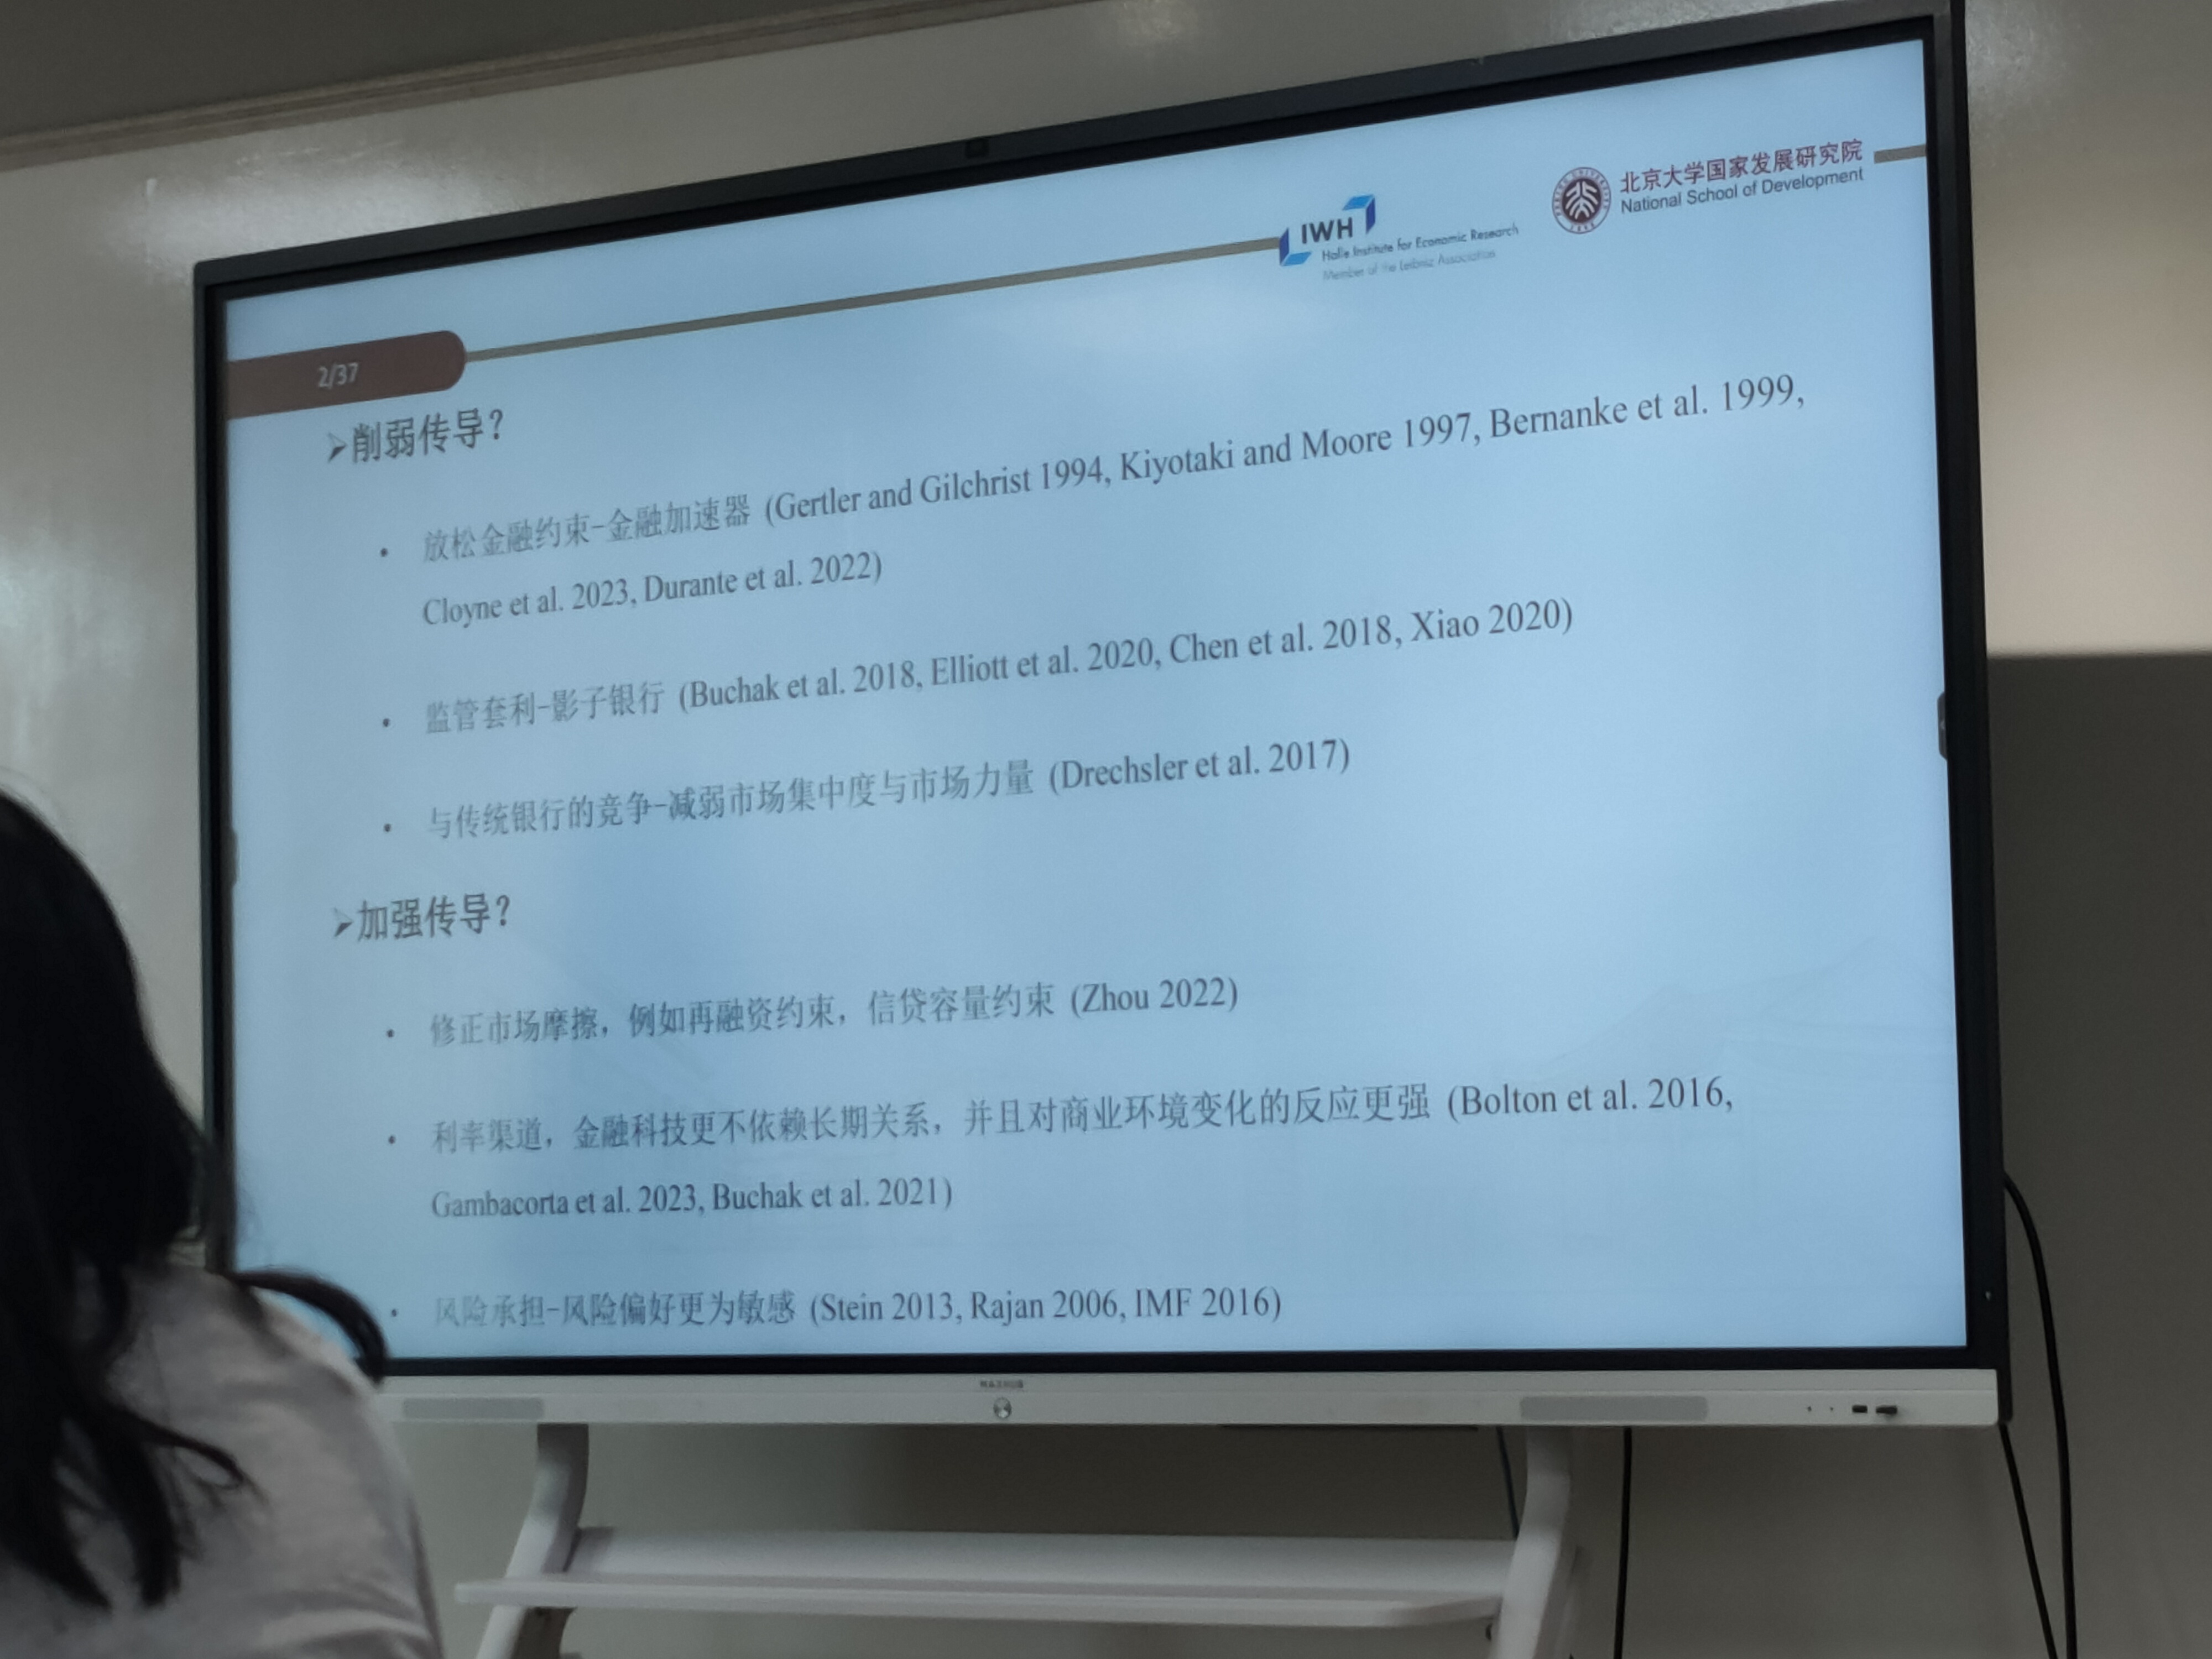 IWH
Halle Institute for Economic Research
Member of the Leibniz Association
北京大学国家发展研究院
National School of Development
2/37
➢削弱传导？
• 放松金融约束-金融加速器 (Gertler and Gilchrist 1994, Kiyotaki and Moore 1997, Bernanke et al. 1999,
Cloyne et al. 2023, Durante et al. 2022)
• 监管套利-影子银行 (Buchak et al. 2018, Elliott et al. 2020, Chen et al. 2018, Xiao 2020)
• 与传统银行的竞争-减弱市场集中度与市场力量 (Drechsler et al. 2017)
➢加强传导？
• 修正市场摩擦，例如再融资约束，信贷容量约束 (Zhou 2022)
• 利率渠道，金融科技更不依赖长期关系，并且对商业环境变化的反应更强 (Bolton et al. 2016,
Gambacorta et al. 2023, Buchak et al. 2021)
• 风险承担-风险偏好更为敏感 (Stein 2013, Rajan 2006, IMF 2016)
MAXHUB